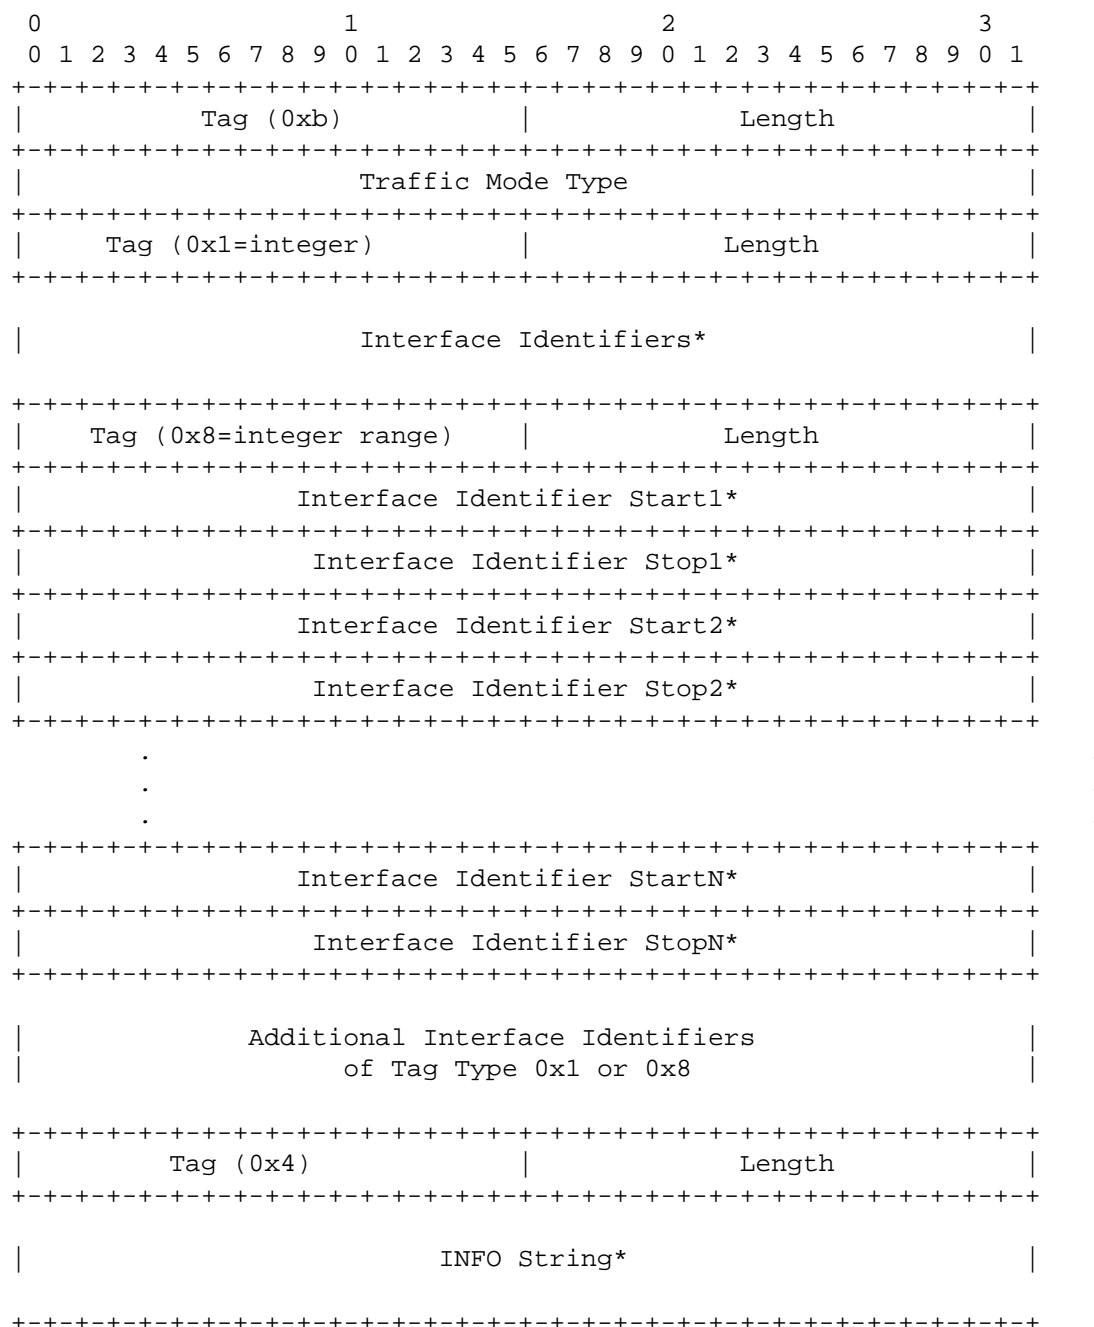 0                   1                   2                   3
 0 1 2 3 4 5 6 7 8 9 0 1 2 3 4 5 6 7 8 9 0 1 2 3 4 5 6 7 8 9 0 1
+-+-+-+-+-+-+-+-+-+-+-+-+-+-+-+-+-+-+-+-+-+-+-+-+-+-+-+-+-+-+-+-+
|           Tag (0xb)           |             Length            |
+-+-+-+-+-+-+-+-+-+-+-+-+-+-+-+-+-+-+-+-+-+-+-+-+-+-+-+-+-+-+-+-+
|                     Traffic Mode Type                         |
+-+-+-+-+-+-+-+-+-+-+-+-+-+-+-+-+-+-+-+-+-+-+-+-+-+-+-+-+-+-+-+-+
|     Tag (0x1=integer)         |            Length             |
+-+-+-+-+-+-+-+-+-+-+-+-+-+-+-+-+-+-+-+-+-+-+-+-+-+-+-+-+-+-+-+-+
|                     Interface Identifiers*                    |
+-+-+-+-+-+-+-+-+-+-+-+-+-+-+-+-+-+-+-+-+-+-+-+-+-+-+-+-+-+-+-+-+
|    Tag (0x8=integer range)    |            Length             |
+-+-+-+-+-+-+-+-+-+-+-+-+-+-+-+-+-+-+-+-+-+-+-+-+-+-+-+-+-+-+-+-+
|                 Interface Identifier Start1*                  |
+-+-+-+-+-+-+-+-+-+-+-+-+-+-+-+-+-+-+-+-+-+-+-+-+-+-+-+-+-+-+-+-+
|                  Interface Identifier Stop1*                  |
+-+-+-+-+-+-+-+-+-+-+-+-+-+-+-+-+-+-+-+-+-+-+-+-+-+-+-+-+-+-+-+-+
|                 Interface Identifier Start2*                  |
+-+-+-+-+-+-+-+-+-+-+-+-+-+-+-+-+-+-+-+-+-+-+-+-+-+-+-+-+-+-+-+-+
|                  Interface Identifier Stop2*                  |
+-+-+-+-+-+-+-+-+-+-+-+-+-+-+-+-+-+-+-+-+-+-+-+-+-+-+-+-+-+-+-+-+
        .
        .
        .
+-+-+-+-+-+-+-+-+-+-+-+-+-+-+-+-+-+-+-+-+-+-+-+-+-+-+-+-+-+-+-+-+
|                 Interface Identifier StartN*                  |
+-+-+-+-+-+-+-+-+-+-+-+-+-+-+-+-+-+-+-+-+-+-+-+-+-+-+-+-+-+-+-+-+
|                  Interface Identifier StopN*                  |
+-+-+-+-+-+-+-+-+-+-+-+-+-+-+-+-+-+-+-+-+-+-+-+-+-+-+-+-+-+-+-+-+
|              Additional Interface Identifiers                 |
|                    of Tag Type 0x1 or 0x8                     |
+-+-+-+-+-+-+-+-+-+-+-+-+-+-+-+-+-+-+-+-+-+-+-+-+-+-+-+-+-+-+-+-+
|         Tag (0x4)             |             Length            |
+-+-+-+-+-+-+-+-+-+-+-+-+-+-+-+-+-+-+-+-+-+-+-+-+-+-+-+-+-+-+-+-+
|                          INFO String*                         |
+-+-+-+-+-+-+-+-+-+-+-+-+-+-+-+-+-+-+-+-+-+-+-+-+-+-+-+-+-+-+-+-+